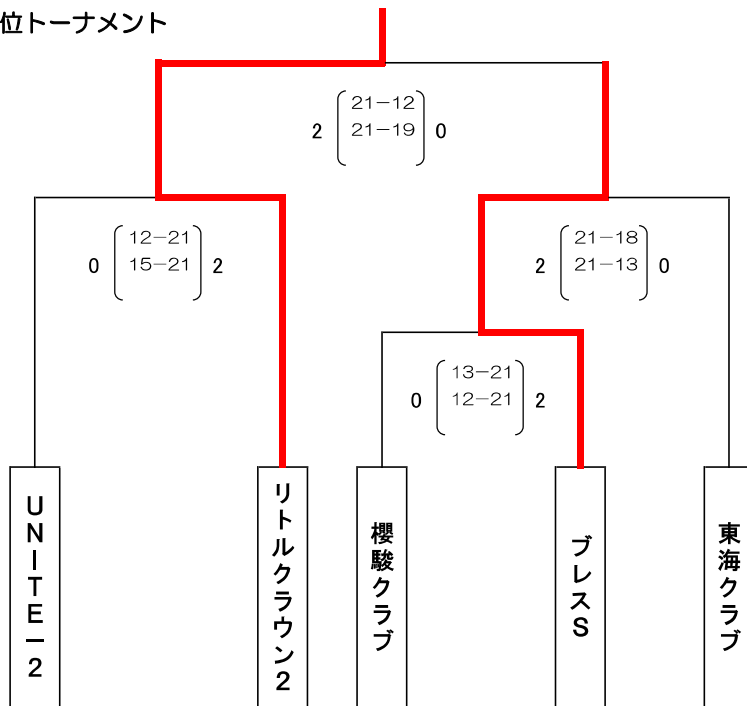 位トーナメント
21-12
2 21-19 0
12-21
0 15-21 2
21-18
2 21-13 0
13-21
0 12-21 2
UNITE-2
リトルクラウン2
櫻駿クラブ
ブレスS
東海クラブ